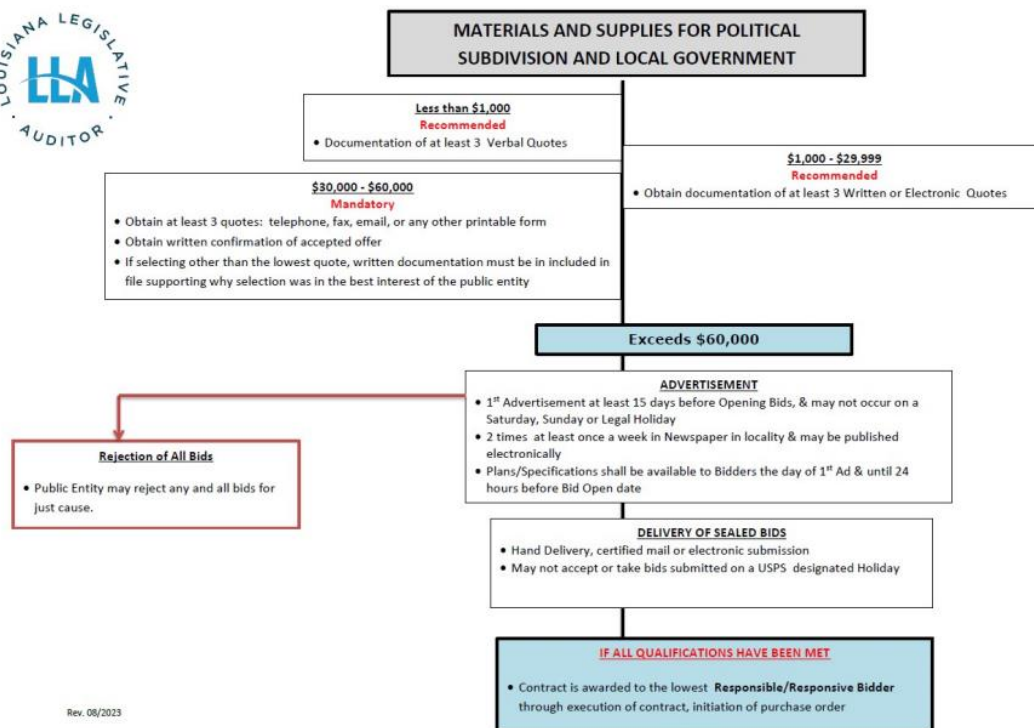 LOUISIANA LEGISLATIVE
LLA
AUDITOR
MATERIALS AND SUPPLIES FOR POLITICAL
SUBDIVISION AND LOCAL GOVERNMENT
Less than $1,000
Recommended
• Documentation of at least 3 Verbal Quotes
$1,000 - $29,999
Recommended
• Obtain documentation of at least 3 Written or Electronic Quotes
$30,000 - $60,000
Mandatory
• Obtain at least 3 quotes: telephone, fax, email, or any other printable form
• Obtain written confirmation of accepted offer
• If selecting other than the lowest quote, written documentation must be in included in
file supporting why selection was in the best interest of the public entity
Exceeds $60,000
ADVERTISEMENT
• 1st Advertisement at least 15 days before Opening Bids, & may not occur on a
Saturday, Sunday or Legal Holiday
• 2 times at least once a week in Newspaper in locality & may be published
electronically
• Plans/Specifications shall be available to Bidders the day of 1st Ad & until 24
hours before Bid Open date
Rejection of All Bids
• Public Entity may reject any and all bids for
just cause.
DELIVERY OF SEALED BIDS
• Hand Delivery, certified mail or electronic submission
• May not accept or take bids submitted on a USPS designated Holiday
IF ALL QUALIFICATIONS HAVE BEEN MET
• Contract is awarded to the lowest Responsible/Responsive Bidder
through execution of contract, initiation of purchase order
Rev. 08/2023